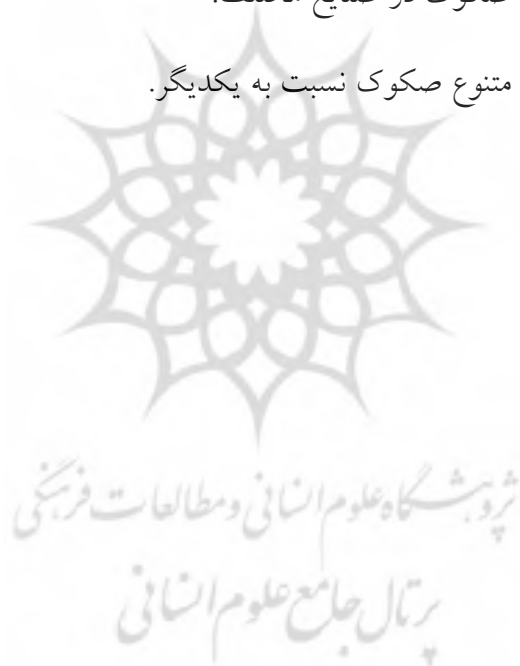 متنوع صکوک نسبت به یکدیگر.
پژوهشگاه علوم انسانی و مطالعات فرهنگی
پرتال جامع علوم انسانی